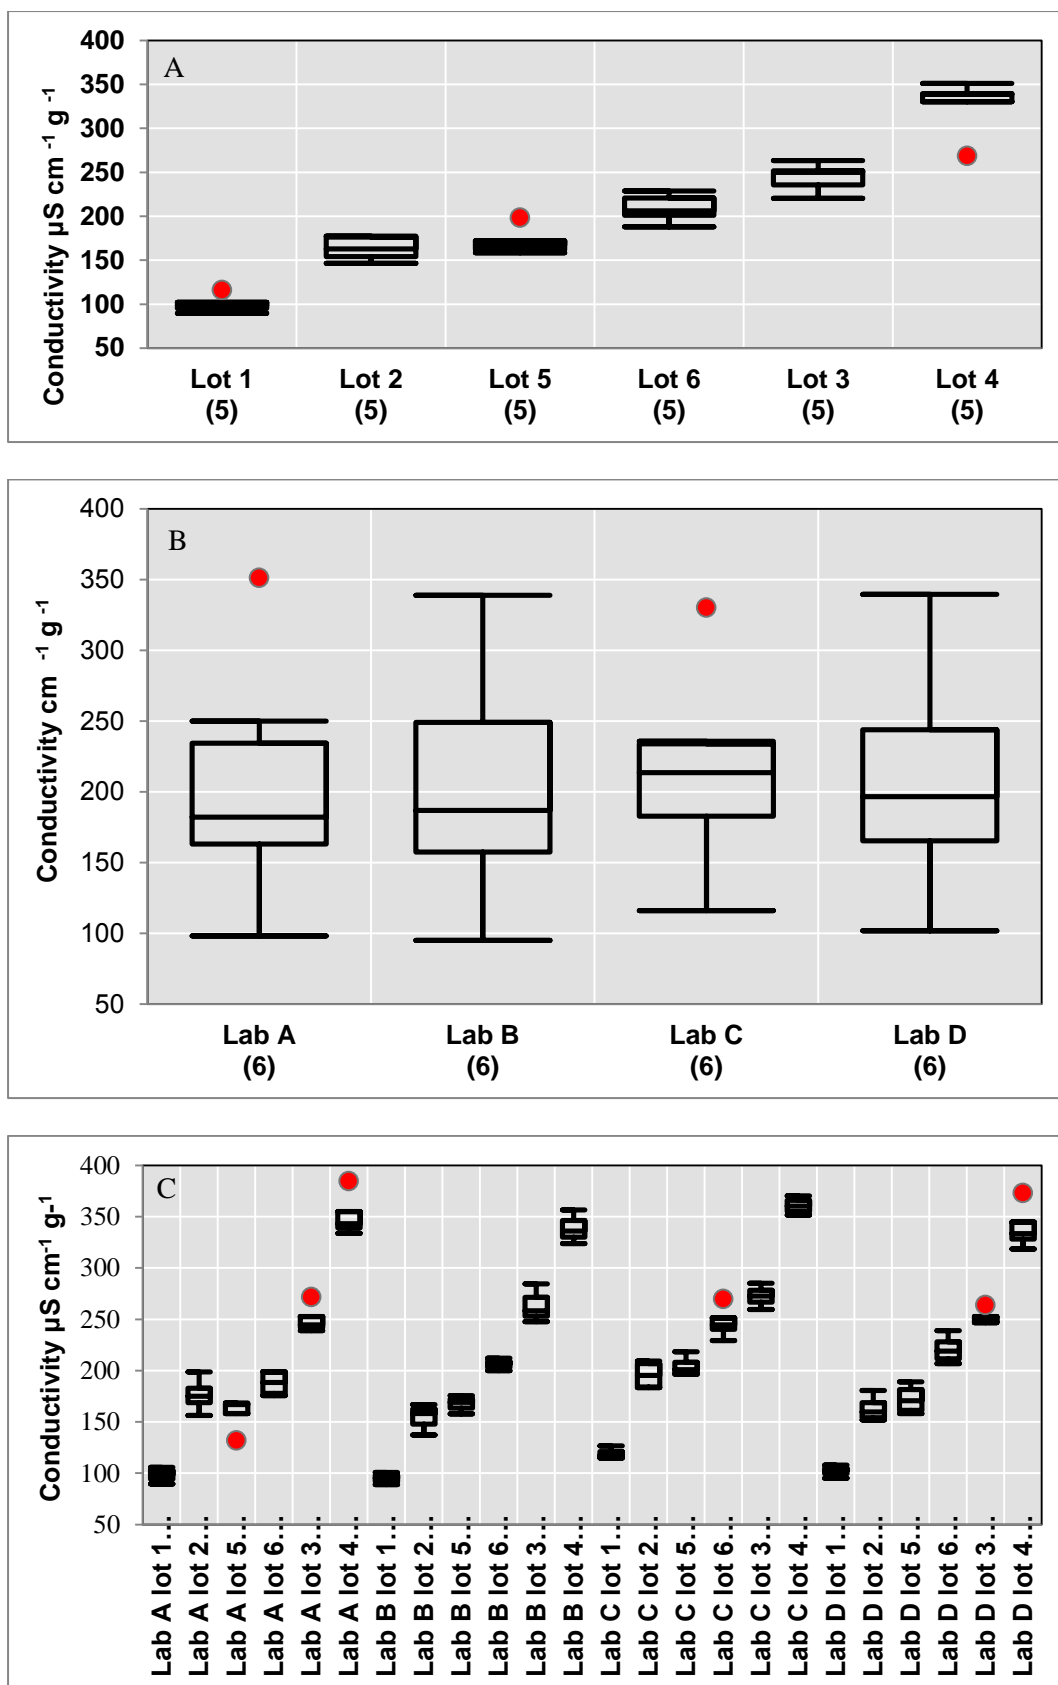 A
Conductivity µS cm -1 g -1
400
350
300
250
200
150
100
50
Lot 1 Lot 2 Lot 5 Lot 6 Lot 3 Lot 4
(5) (5) (5) (5) (5) (5)
B
Conductivity cm -1 g -1
400
350
300
250
200
150
100
50
Lab A Lab B Lab C Lab D
(6) (6) (6) (6)
C
Conductivity µS cm-1 g-1
400
350
300
250
200
150
100
50
Lab A lot 1…
Lab A lot 2…
Lab A lot 5…
Lab A lot 6…
Lab A lot 3…
Lab A lot 4…
Lab B lot 1…
Lab B lot 2…
Lab B lot 5…
Lab B lot 6…
Lab B lot 3…
Lab B lot 4…
Lab C lot 1…
Lab C lot 2…
Lab C lot 5…
Lab C lot 6…
Lab C lot 3…
Lab C lot 4…
Lab D lot 1…
Lab D lot 2…
Lab D lot 5…
Lab D lot 6…
Lab D lot 3…
Lab D lot 4…